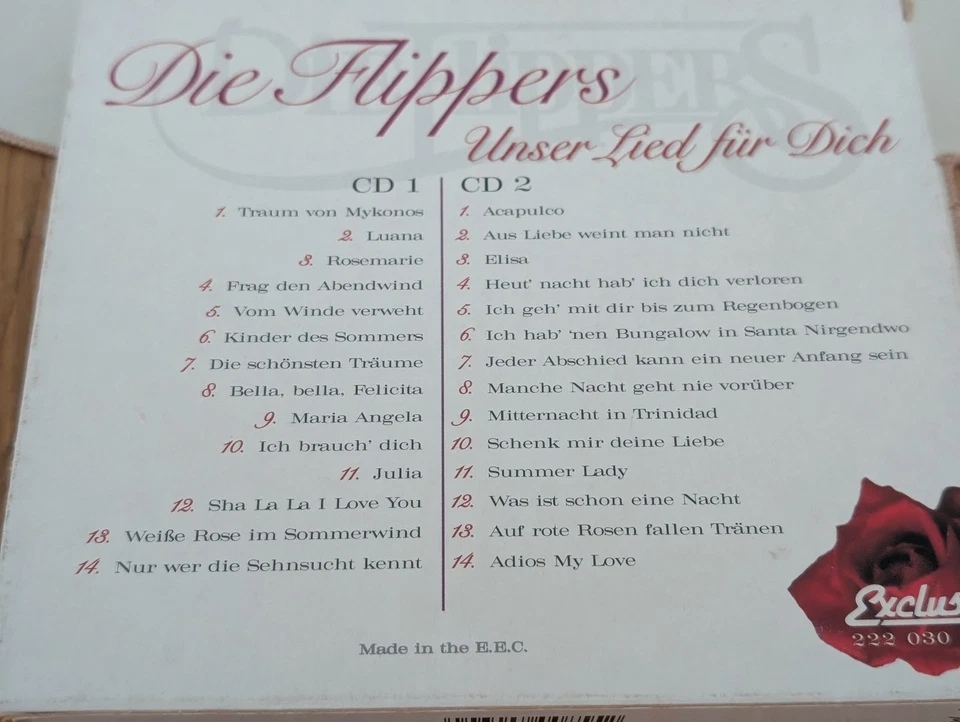 Die Flippers
Unser Lied für Dich
CD 1
1. Traum von Mykonos
2. Luana
3. Rosemarie
4. Frag den Abendwind
5. Vom Winde verweht
6. Kinder des Sommers
7. Die schönsten Träume
8. Bella, bella, Felicita
9. Maria Angela
10. Ich brauch' dich
11. Julia
12. Sha La La I Love You
13. Weiße Rose im Sommerwind
14. Nur wer die Sehnsucht kennt
CD 2
1. Acapulco
2. Aus Liebe weint man nicht
3. Elisa
4. Heut' nacht hab' ich dich verloren
5. Ich geh' mit dir bis zum Regenbogen
6. Ich hab' 'nen Bungalow in Santa Nirgendwo
7. Jeder Abschied kann ein neuer Anfang sein
8. Manche Nacht geht nie vorüber
9. Mitternacht in Trinidad
10. Schenk mir deine Liebe
11. Summer Lady
12. Was ist schon eine Nacht
13. Auf rote Rosen fallen Tränen
14. Adios My Love
222 030
Made in the E.E.C.